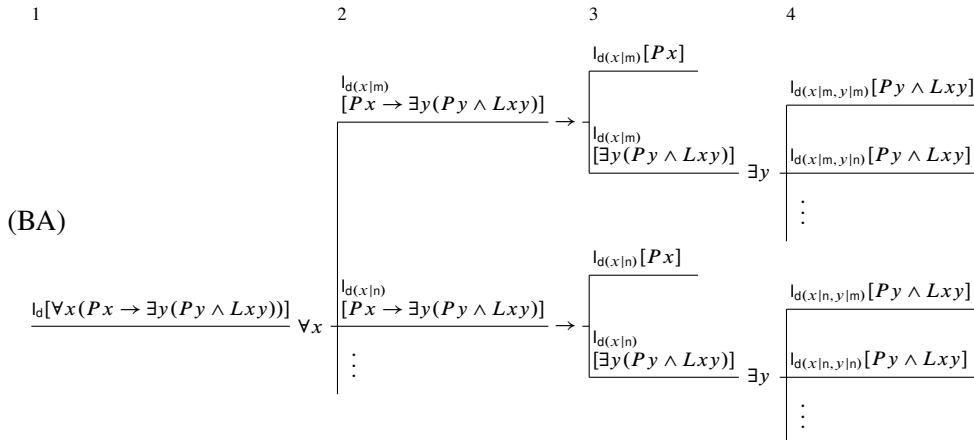 1 2 3 4
I_d(x|m)[Px]
I_d(x|m)
[Px → ∃y(Py ∧ Lxy)] →
I_d(x|m, y|m)[Py ∧ Lxy]
I_d(x|m)
[∃y(Py ∧ Lxy)] ∃y
I_d(x|m, y|n)[Py ∧ Lxy]
⋮
(BA)
I_d(x|n)[Px]
I_d[∀x(Px → ∃y(Py ∧ Lxy))] ∀x
I_d(x|n)
[Px → ∃y(Py ∧ Lxy)] →
⋮
I_d(x|n, y|m)[Py ∧ Lxy]
I_d(x|n)
[∃y(Py ∧ Lxy)] ∃y
I_d(x|n, y|n)[Py ∧ Lxy]
⋮